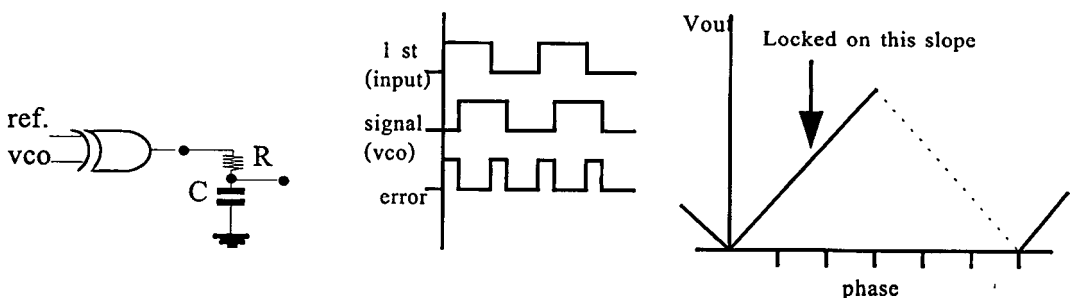 ref.
vco
R
C
1 st
(input)
signal
(vco)
error
Vout
Locked on this slope
phase